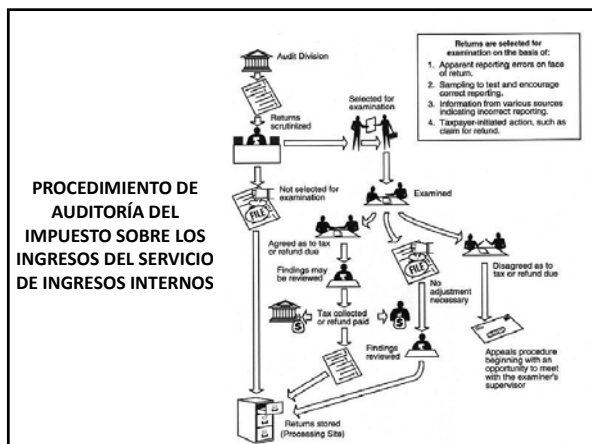 PROCEDIMIENTO DE
AUDITORÍA DEL
IMPUESTO SOBRE LOS
INGRESOS DEL SERVICIO
DE INGRESOS INTERNOS
Audit Division
Returns
scrutinized
Selected for
examination
Returns are selected for
examination on the basis of:
1. Apparent reporting errors on face
of return.
2. Sampling to test and encourage
correct reporting.
3. Information from various sources
indicating incorrect reporting.
4. Taxpayer-initiated action, such as
claim for refund.
Not selected for
examination
FILE
Examined
Agreed as to tax
or refund due
Findings may
be reviewed
FILE
No
adjustment
necessary
Disagreed as to
tax or refund due
Tax collected
or refund paid
Findings
reviewed
Appeals procedure
beginning with an
opportunity to meet
with the examiner's
supervisor
Returns stored
(Processing Site)